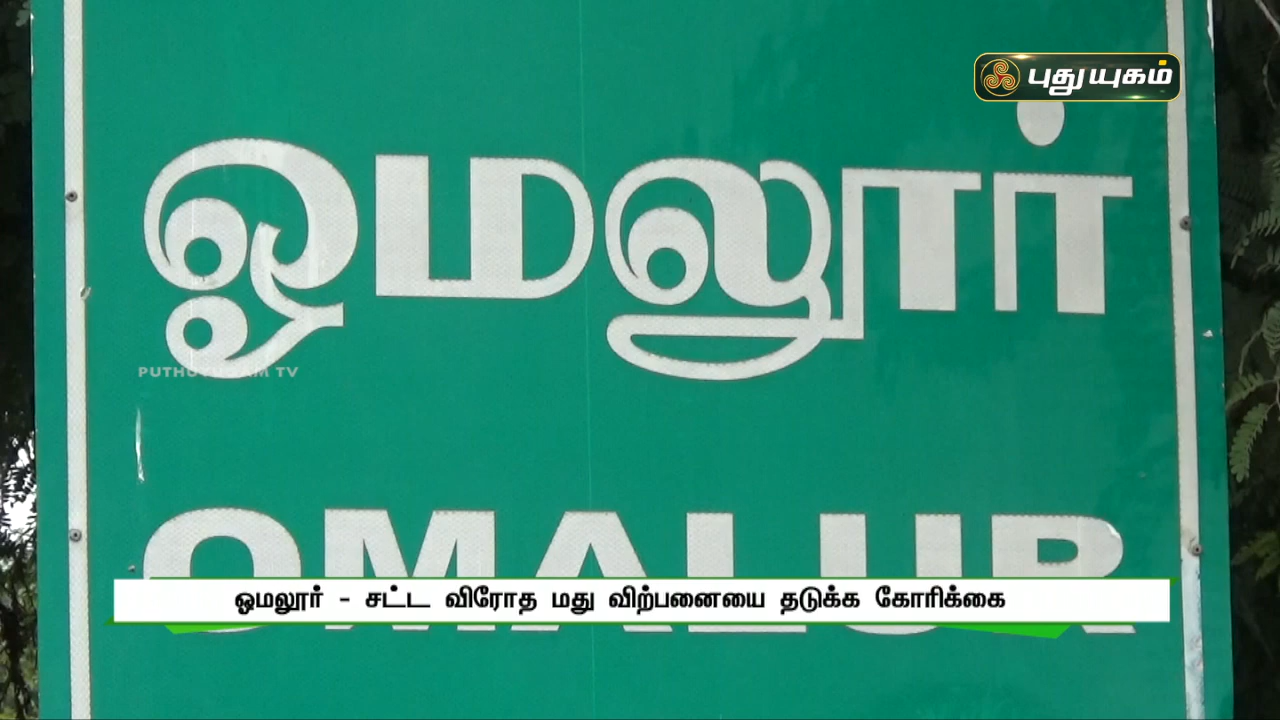 புதுயுகம்
ஓமலூர்
PUTHUYUGAM TV
OMALUR
ஓமலூர் - சட்ட விரோத மது விற்பனையை தடுக்க கோரிக்கை